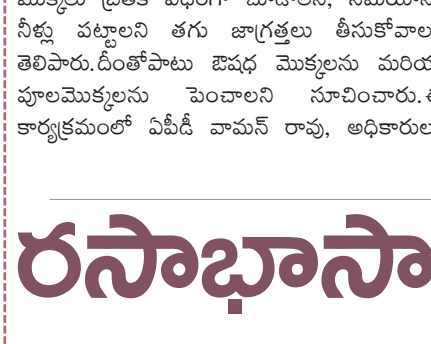 నీళ్లు పట్టాలని తగు జాగ్రత్తలు తీసుకోవాల
తెలిపారు.దీంతోపాటు ఔషధ మొక్కలను మరియ
పూలమొక్కలను పెంచాలని సూచించారు.ఈ
కార్యక్రమంలో ఏపీడీ వామన్ రావు, అధికారుల
రసాభాసా